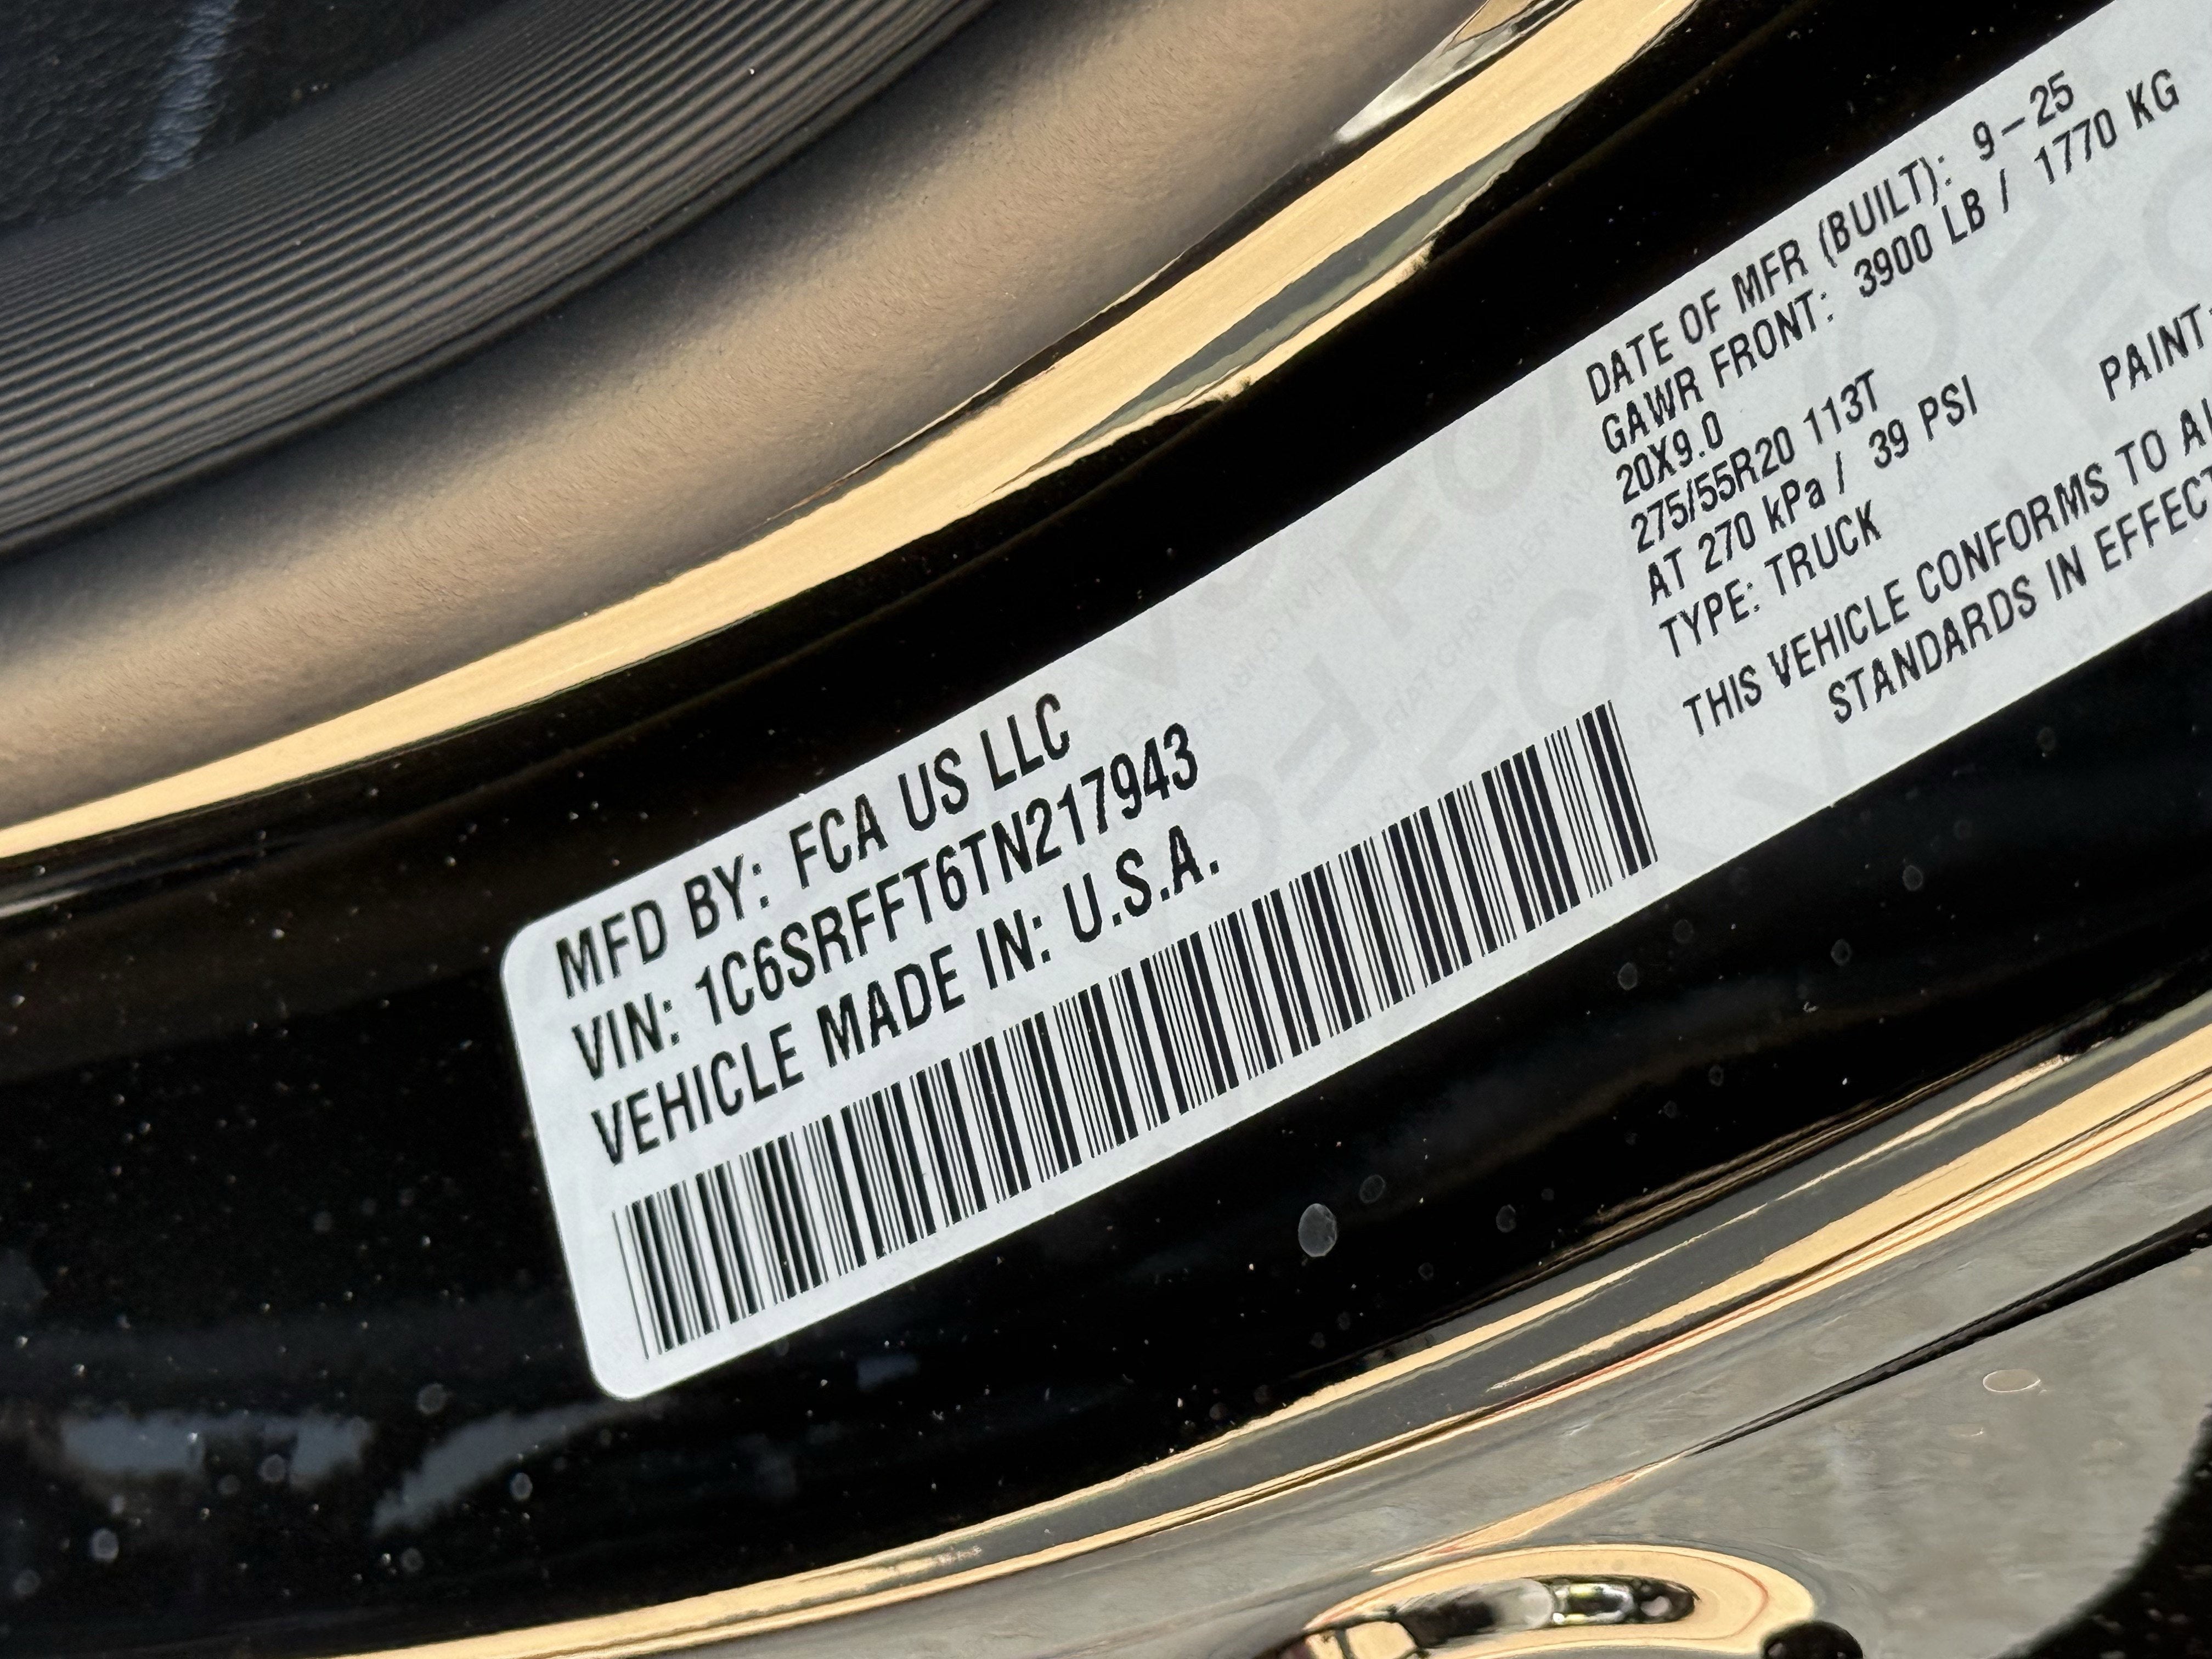 MFD BY: FCA US LLC
VIN: 1C6SRFFT6TN217943
VEHICLE MADE IN: U.S.A.
DATE OF MFR (BUILT): 9-25
GAWR FRONT: 3900 LB / 1770 KG
20X9.0
275/55R20 113T
AT 270 kPa / 39 PSI
TYPE: TRUCK PAINT:
THIS VEHICLE CONFORMS TO
STANDARDS IN EFFECT